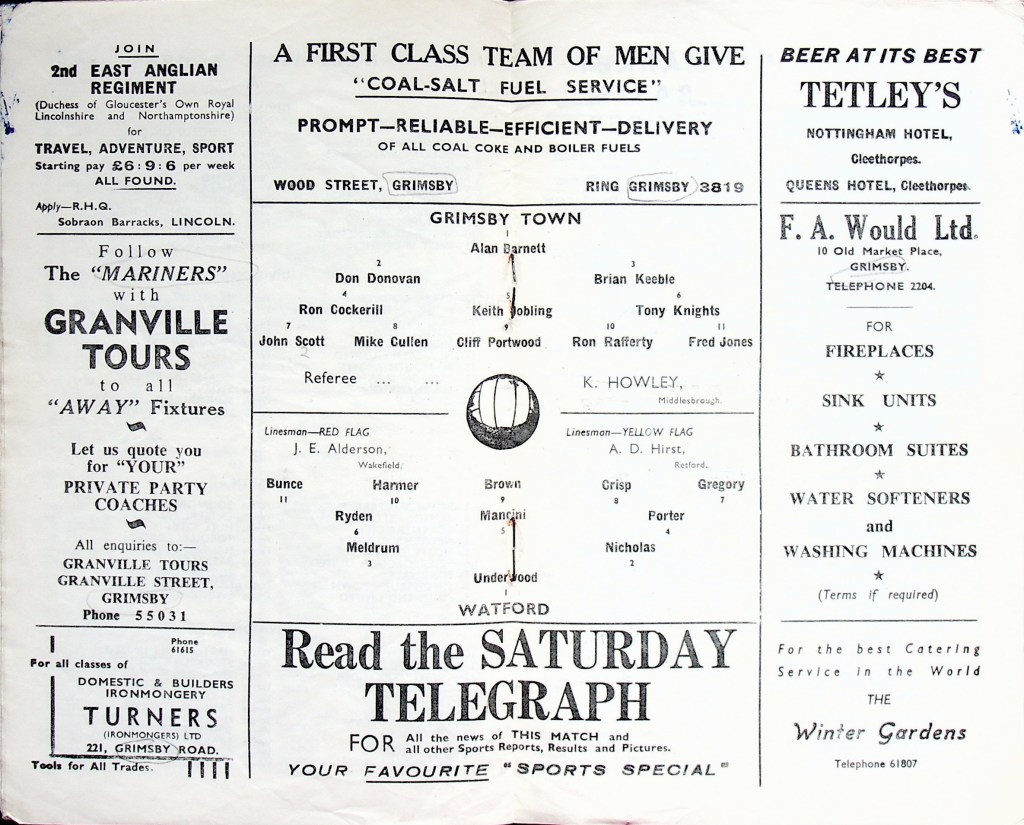 JOIN
2nd EAST ANGLIAN
REGIMENT
(Duchess of Gloucester's Own Royal
Lincolnshire and Northamptonshire)
for
TRAVEL, ADVENTURE, SPORT
Starting pay £6 : 9 : 6 per week
ALL FOUND.
Apply—R.H.Q.
Sobraon Barracks, LINCOLN.
Follow
The "MARINERS"
with
GRANVILLE
TOURS
to all
"AWAY" Fixtures
Let us quote you
for "YOUR"
PRIVATE PARTY
COACHES
All enquiries to:—
GRANVILLE TOURS
GRANVILLE STREET,
GRIMSBY
Phone 55031
Phone
61615
For all classes of
DOMESTIC & BUILDERS
IRONMONGERY
TURNERS
(IRONMONGERS) LTD
221, GRIMSBY ROAD.
Tools for All Trades.
A FIRST CLASS TEAM OF MEN GIVE
"COAL-SALT FUEL SERVICE"
PROMPT—RELIABLE—EFFICIENT—DELIVERY
OF ALL COAL COKE AND BOILER FUELS
WOOD STREET, GRIMSBY RING GRIMSBY 3819
GRIMSBY TOWN
1
Alan Barnett
2 3
Don Donovan Brian Keeble
4 5 6
Ron Cockerill Keith Jobling Tony Knights
7 8 9 10 11
John Scott Mike Cullen Cliff Portwood Ron Rafferty Fred Jones
2
Referee ... ... K. HOWLEY,
Middlesbrough.
Linesman—RED FLAG Linesman—YELLOW FLAG
J. E. Alderson, A. D. Hirst,
Wakefield. Retford.
Bunce Harmer Brown Crisp Gregory
11 10 9 8 7
Ryden Mancini Porter
6 5 4
Meldrum Nicholas
3 2
Underwood
1
WATFORD
Read the SATURDAY
TELEGRAPH
FOR All the news of THIS MATCH and
all other Sports Reports, Results and Pictures.
YOUR FAVOURITE "SPORTS SPECIAL"
BEER AT ITS BEST
TETLEY'S
NOTTINGHAM HOTEL,
Cleethorpes.
QUEENS HOTEL, Cleethorpes.
F. A. Would Ltd.
10 Old Market Place,
GRIMSBY.
TELEPHONE 2204.
FOR
FIREPLACES
SINK UNITS
BATHROOM SUITES
WATER SOFTENERS
and
WASHING MACHINES
(Terms if required)
For the best Catering
Service in the World
THE
Winter Gardens
Telephone 61807